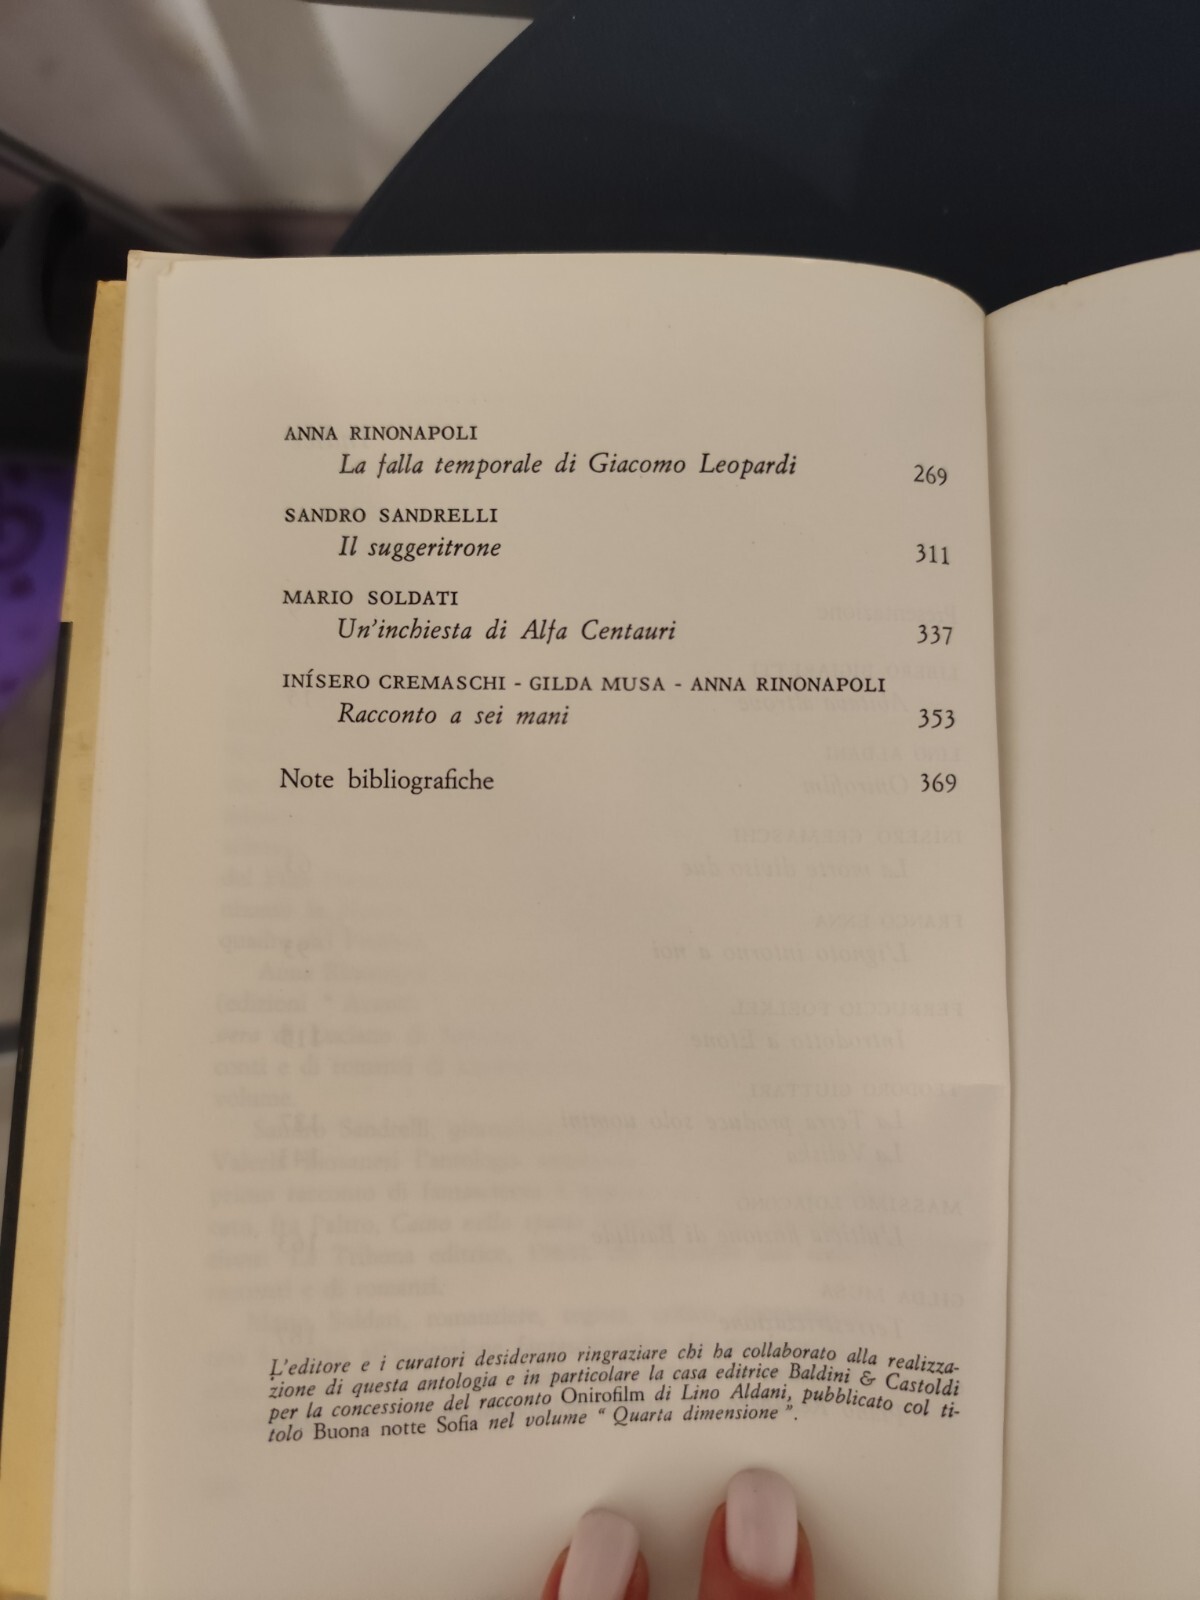 ANNA RINONAPOLI
La falla temporale di Giacomo Leopardi 269
SANDRO SANDRELLI
Il suggeritrone 311
MARIO SOLDATI
Un'inchiesta di Alfa Centauri 337
INÍSERO CREMASCHI - GILDA MUSA - ANNA RINONAPOLI
Racconto a sei mani 353
Note bibliografiche 369
L'editore e i curatori desiderano ringraziare chi ha collaborato alla realizza-
zione di questa antologia e in particolare la casa editrice Baldini & Castoldi
per la concessione del racconto Onirofilm di Lino Aldani, pubblicato col ti-
tolo Buona notte Sofia nel volume “ Quarta dimensione ”.